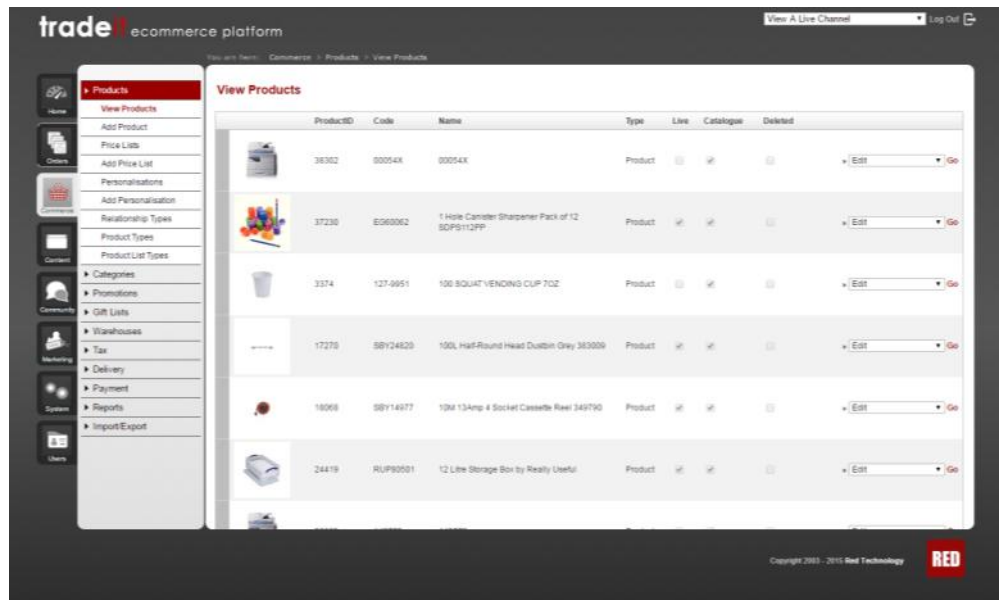 tradeit ecommerce platform
View A Live Channel
Log Out
You are here: Commerce > Products > View Products
Home
Orders
Commerce
Content
Community
Marketing
System
Users
Products
View Products
Add Product
Price Lists
Add Price List
Personalisations
Add Personalisation
Relationship Types
Product Types
Product List Types
Categories
Promotions
Gift Lists
Warehouses
Tax
Delivery
Payment
Reports
Import/Export
View Products
ProductID Code Name Type Live Catalogue Deleted
38302 00054X 00054X Product Edit Go
37230 EG60062 1 Hole Canister Sharpener Pack of 12
SDPS112PP Product Edit Go
3374 127-9951 100 SQUAT VENDING CUP 7OZ Product Edit Go
17270 SBY24820 100L Half-Round Head Dustbin Grey 383009 Product Edit Go
SBY14977 10M 13Amp 4 Socket Cassette Reel 349790 Product Edit Go
24419 RUP80501 12 Litre Storage Box by Really Useful Product Edit Go
Copyright 2003 - 2015 Red Technology
RED